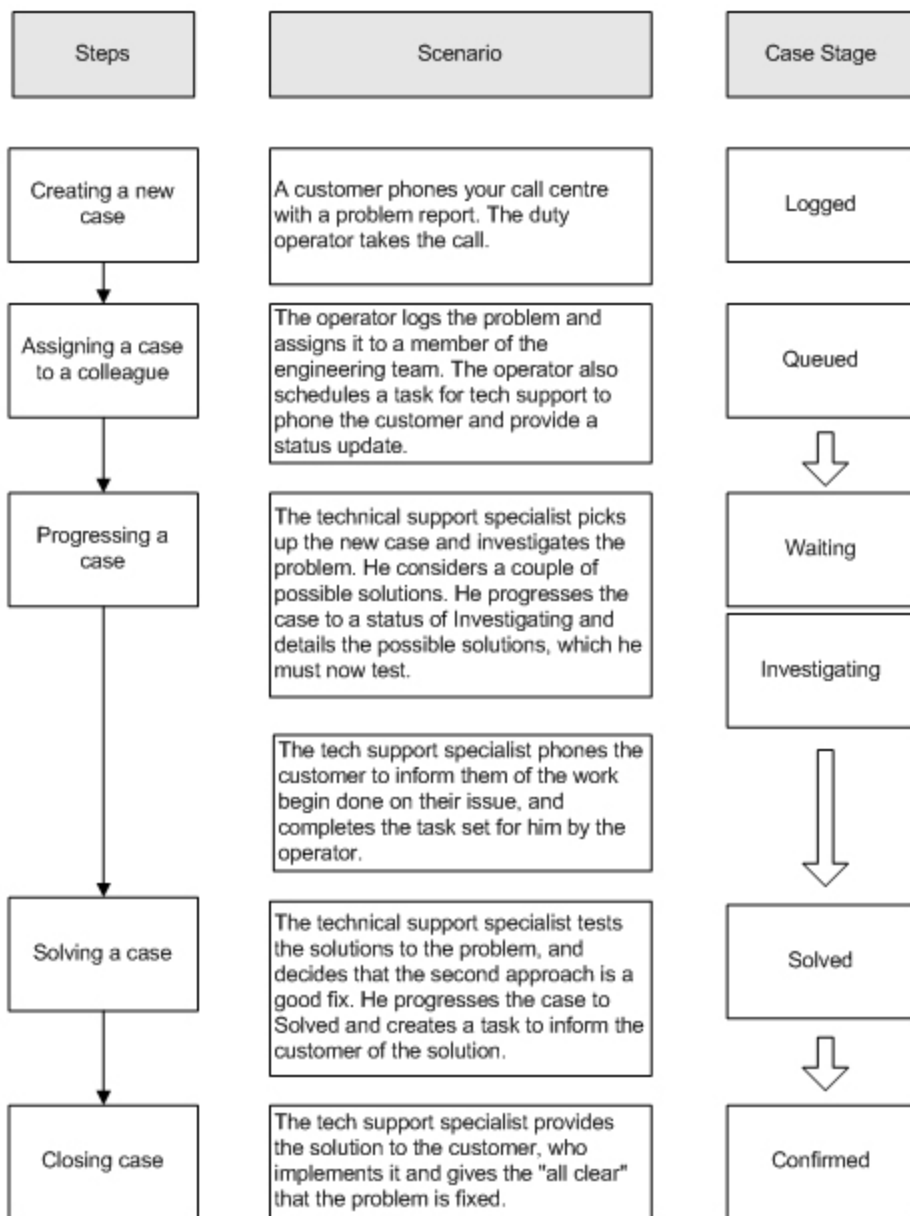 Steps
Scenario
Case Stage
Creating a new
case
A customer phones your call centre
with a problem report. The duty
operator takes the call.
Logged
Assigning a case
to a colleague
The operator logs the problem and
assigns it to a member of the
engineering team. The operator also
schedules a task for tech support to
phone the customer and provide a
status update.
Queued
Progressing a
case
The technical support specialist picks
up the new case and investigates the
problem. He considers a couple of
possible solutions. He progresses the
case to a status of Investigating and
details the possible solutions, which he
must now test.
Waiting
Investigating
The tech support specialist phones the
customer to inform them of the work
begin done on their issue, and
completes the task set for him by the
operator.
Solving a case
The technical support specialist tests
the solutions to the problem, and
decides that the second approach is a
good fix. He progresses the case to
Solved and creates a task to inform the
customer of the solution.
Solved
Closing case
The tech support specialist provides
the solution to the customer, who
implements it and gives the "all clear"
that the problem is fixed.
Confirmed